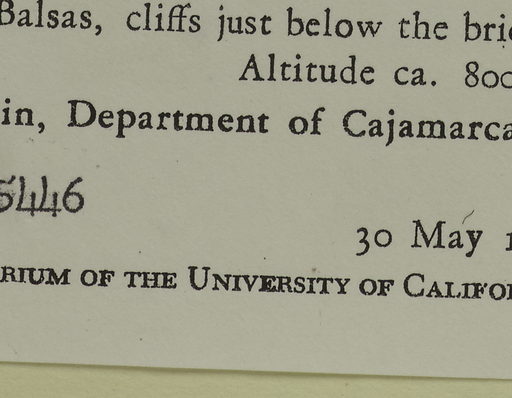 Balsas, cliffs just below the bri
Altitude ca. 800
in, Department of Cajamarca
5446
30 May 1
RIUM OF THE UNIVERSITY OF CALIFO